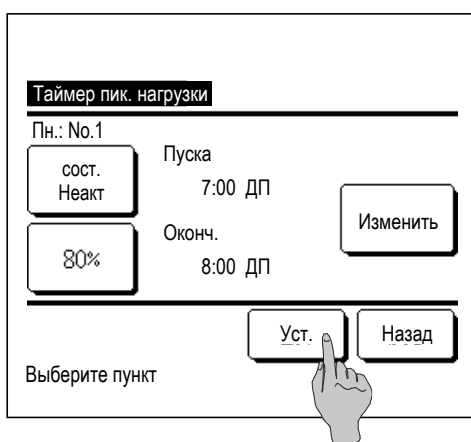 Таймер пик. нагрузки
Пн.: No.1
сост.
Неакт
Пуска
7:00 ДП
Изменить
80%
Оконч.
8:00 ДП
Уст.
Назад
Выберите пункт